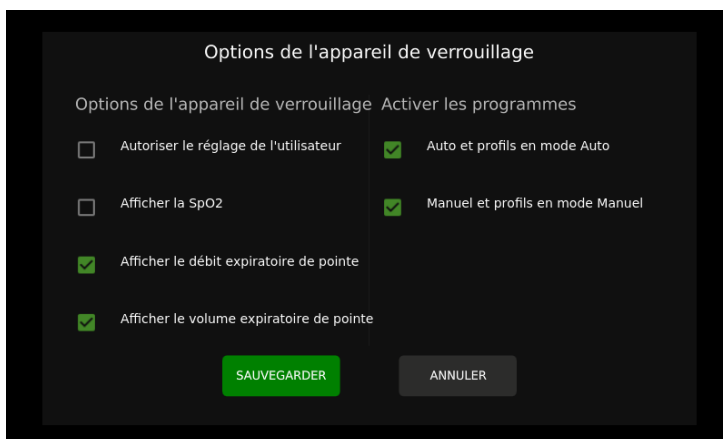 Options de l'appareil de verrouillage
Options de l'appareil de verrouillage
Autoriser le réglage de l'utilisateur
Afficher la SpO2
Afficher le débit expiratoire de pointe
Afficher le volume expiratoire de pointe
Activer les programmes
Auto et profils en mode Auto
Manuel et profils en mode Manuel
SAUVEGARDER
ANNULER